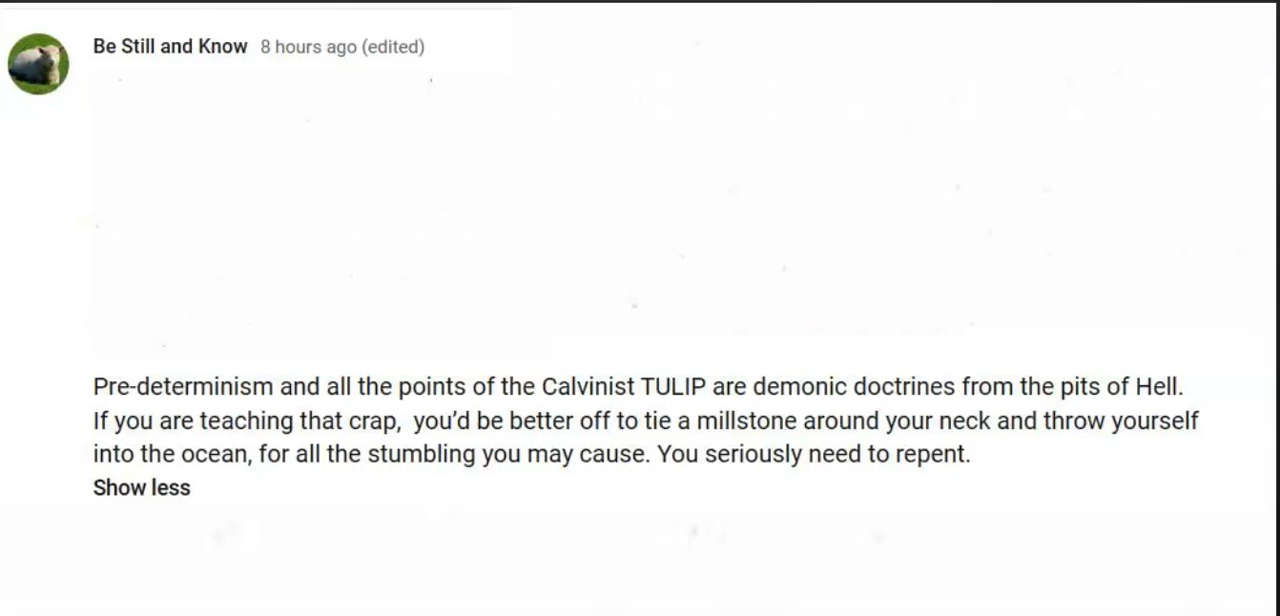 Be Still and Know 8 hours ago (edited)
Pre-determinism and all the points of the Calvinist TULIP are demonic doctrines from the pits of Hell.
If you are teaching that crap,  you’d be better off to tie a millstone around your neck and throw yourself
into the ocean, for all the stumbling you may cause. You seriously need to repent.
Show less